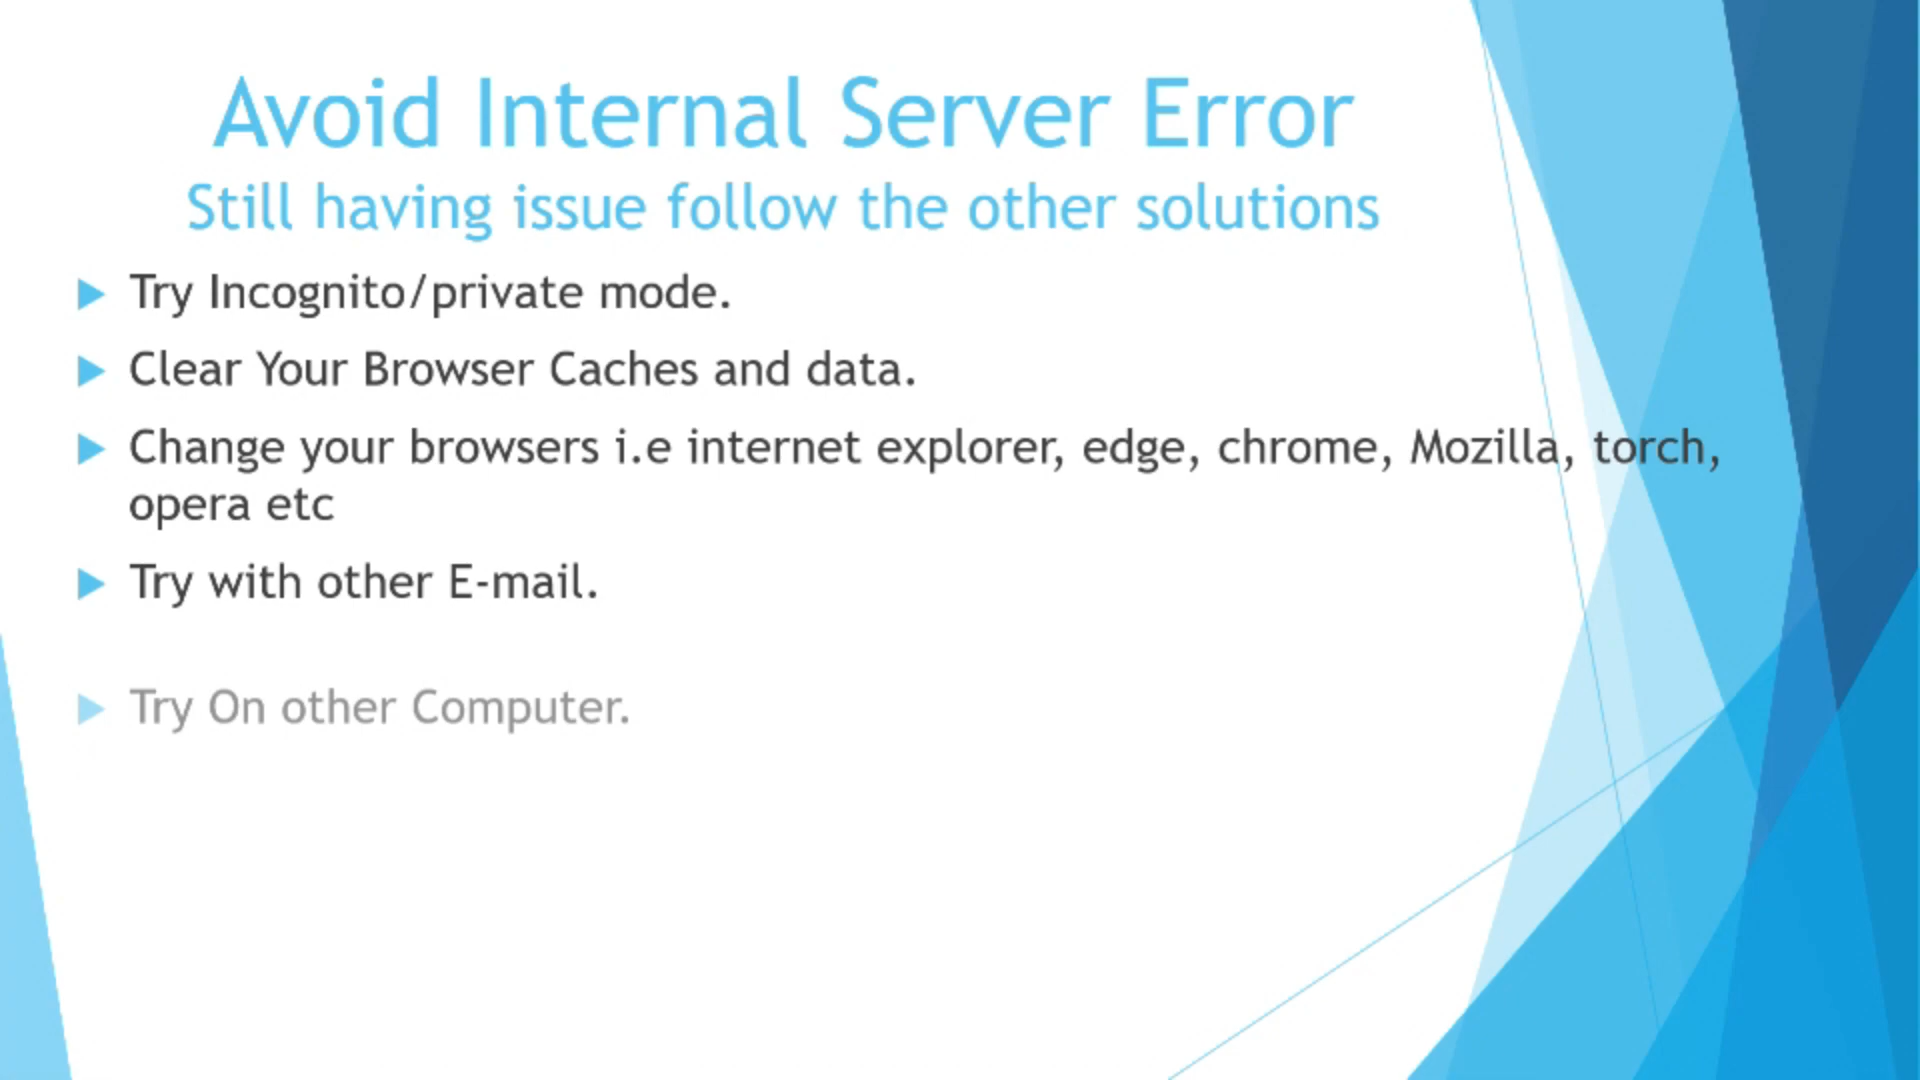 Avoid Internal Server Error
Still having issue follow the other solutions
Try Incognito/private mode.
Clear Your Browser Caches and data.
Change your browsers i.e internet explorer, edge, chrome, Mozilla, torch,
opera etc
Try with other E-mail.
Try On other Computer.